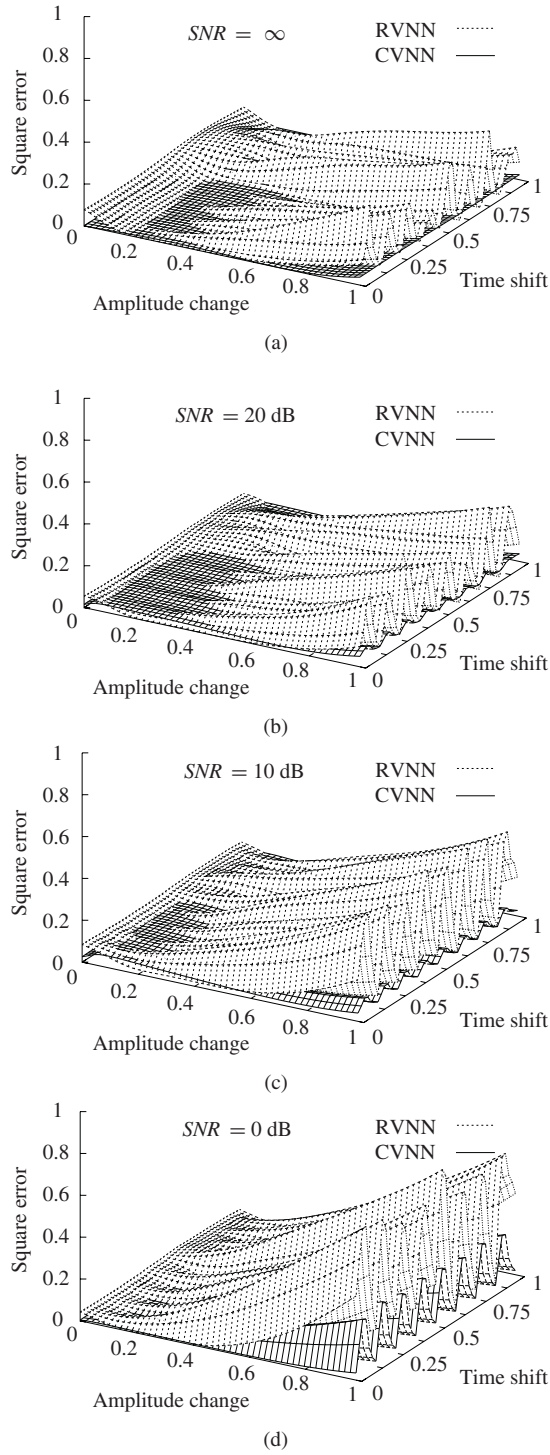 1
SNR = ∞
RVNN
CVNN
0.8
0.6
0.4
0.2
0
Square error
0
0.2
0.4
0.6
0.8
1
Amplitude change
0
0.25
0.5
0.75
1
Time shift
(a)
1
SNR = 20 dB
RVNN
CVNN
0.8
0.6
0.4
0.2
0
Square error
0
0.2
0.4
0.6
0.8
1
Amplitude change
0
0.25
0.5
0.75
1
Time shift
(b)
1
SNR = 10 dB
RVNN
CVNN
0.8
0.6
0.4
0.2
0
Square error
0
0.2
0.4
0.6
0.8
1
Amplitude change
0
0.25
0.5
0.75
1
Time shift
(c)
1
SNR = 0 dB
RVNN
CVNN
0.8
0.6
0.4
0.2
0
Square error
0
0.2
0.4
0.6
0.8
1
Amplitude change
0
0.25
0.5
0.75
1
Time shift
(d)